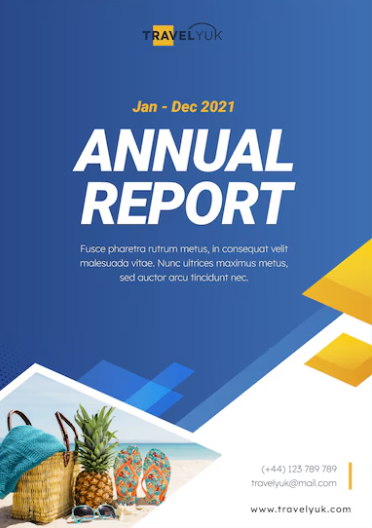 TRAVELYUK
Jan - Dec 2021
ANNUAL
REPORT
Fusce pharetra rutrum metus, in consequat velit
malesuada vitae. Nunc ultrices maximus metus,
sed auctor arcu tincidunt nec.
(+44) 123 789 789
travelyuk@mail.com
www.travelyuk.com